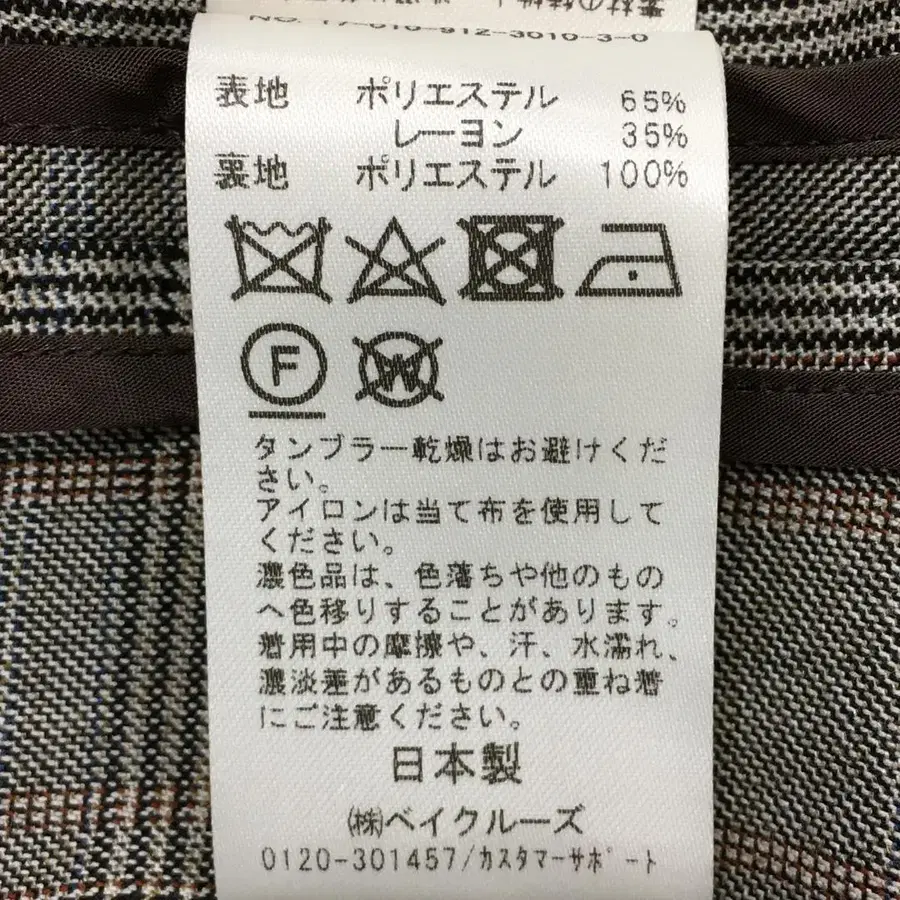 NO. 17-010-912-3010-3-0
表地 ポリエステル 65%
レーヨン 35%
裏地 ポリエステル 100%
F
W
タンブラー乾燥はお避けくだ
さい。
アイロンは当て布を使用して
ください。
濃色品は、色落ちや他のもの
へ色移りすることがあります。
着用中の摩擦や、汗、水濡れ、
濃淡差があるものとの重ね着
にご注意ください。
日本製
㈱ベイクルーズ
0120-301457/カスタマーサポート